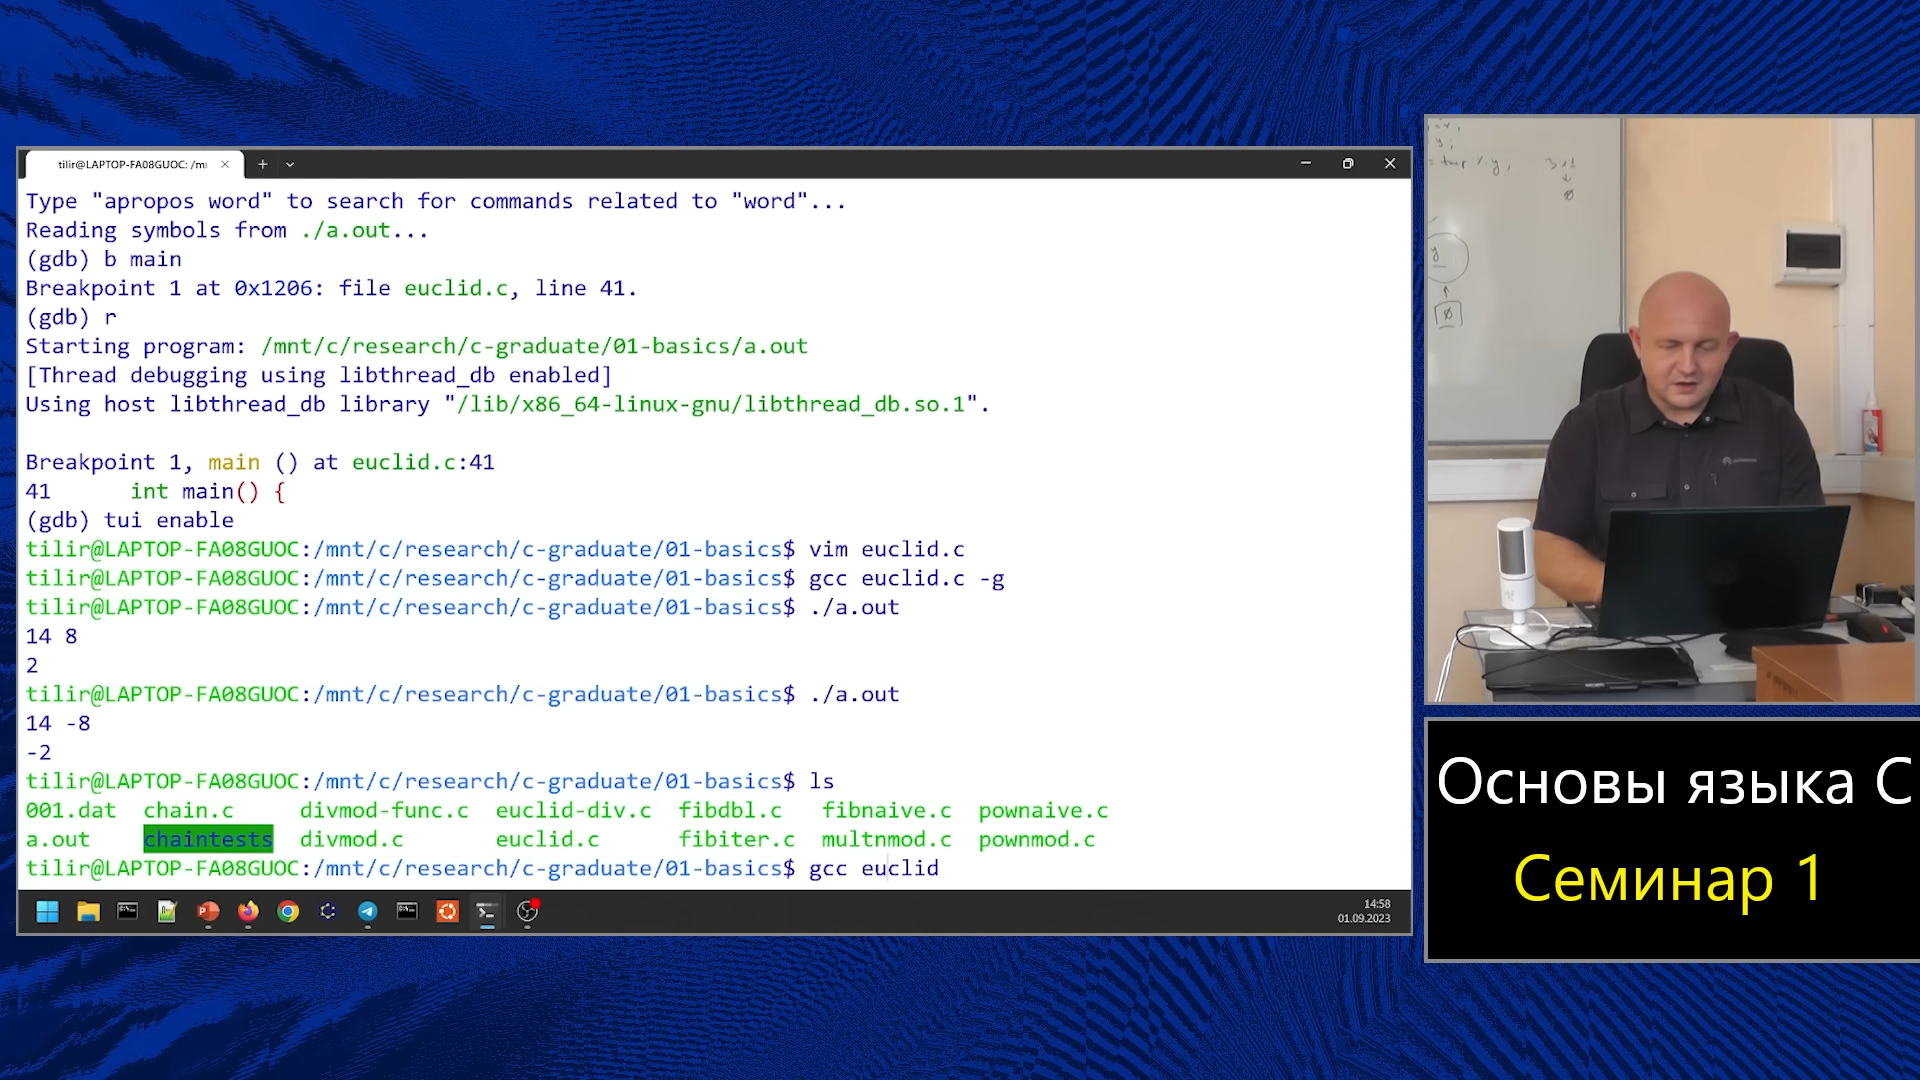 tilir@LAPTOP-FA08GUOC: /m
Type "apropos word" to search for commands related to "word"...
Reading symbols from ./a.out...
(gdb) b main
Breakpoint 1 at 0x1206: file euclid.c, line 41.
(gdb) r
Starting program: /mnt/c/research/c-graduate/01-basics/a.out
[Thread debugging using libthread_db enabled]
Using host libthread_db library "/lib/x86_64-linux-gnu/libthread_db.so.1".
Breakpoint 1, main () at euclid.c:41
41 int main() {
(gdb) tui enable
tilir@LAPTOP-FA08GUOC:/mnt/c/research/c-graduate/01-basics$ vim euclid.c
tilir@LAPTOP-FA08GUOC:/mnt/c/research/c-graduate/01-basics$ gcc euclid.c -g
tilir@LAPTOP-FA08GUOC:/mnt/c/research/c-graduate/01-basics$ ./a.out
14 8
2
tilir@LAPTOP-FA08GUOC:/mnt/c/research/c-graduate/01-basics$ ./a.out
14 -8
-2
tilir@LAPTOP-FA08GUOC:/mnt/c/research/c-graduate/01-basics$ ls
001.dat chain.c divmod-func.c euclid-div.c fibdbl.c fibnaive.c pownaive.c
a.out chaintests divmod.c euclid.c fibiter.c multnmod.c pownmod.c
tilir@LAPTOP-FA08GUOC:/mnt/c/research/c-graduate/01-basics$ gcc euclid
14:58
01.09.2023
Основы языка C
Семинар 1